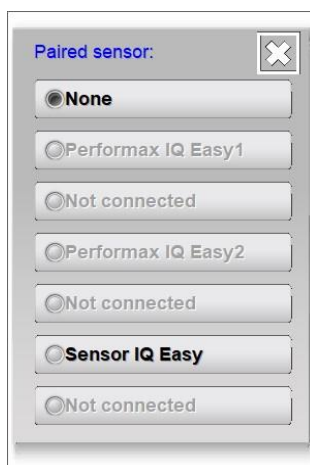 Paired sensor:
None
Performax IQ Easy1
Not connected
Performax IQ Easy2
Not connected
Sensor IQ Easy
Not connected